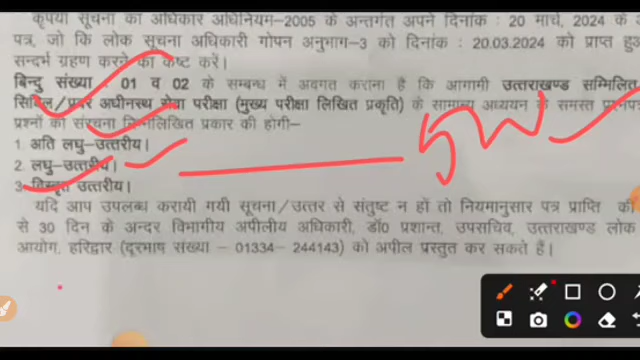 कृपया सूचना का अधिकार अधिनियम-2005 के अन्तर्गत अपने दिनांक : 20 मार्च, 2024 के
पत्र, जो कि लोक सूचना अधिकारी गोपन अनुभाग-3 को दिनांक : 20.03.2024 को प्राप्त
सन्दर्भ ग्रहण करने का कष्ट करें।
बिन्दु संख्या : 01 व 02 के सम्बन्ध में अवगत कराना है कि आगामी उत्तराखण्ड सम्मिलित
सिविल/प्रवर अधीनस्थ सेवा परीक्षा (मुख्य परीक्षा लिखित प्रकृति) के सामान्य अध्ययन के समस्त
प्रश्नों की संरचना निम्नलिखित प्रकार की होगी–
1. अति लघु–उत्तरीय।
2. लघु–उत्तरीय।
3. विस्तृत उत्तरीय।
5W
यदि आप उपलब्ध करायी गयी सूचना/उत्तर से संतुष्ट न हों तो नियमानुसार पत्र प्राप्ति की
से 30 दिन के अन्दर विभागीय अपीलीय अधिकारी, डॉ0 प्रशान्त, उपसचिव, उत्तराखण्ड लोक
आयोग, हरिद्वार (दूरभाष संख्या – 01334– 244143) को अपील प्रस्तुत कर सकते हैं।